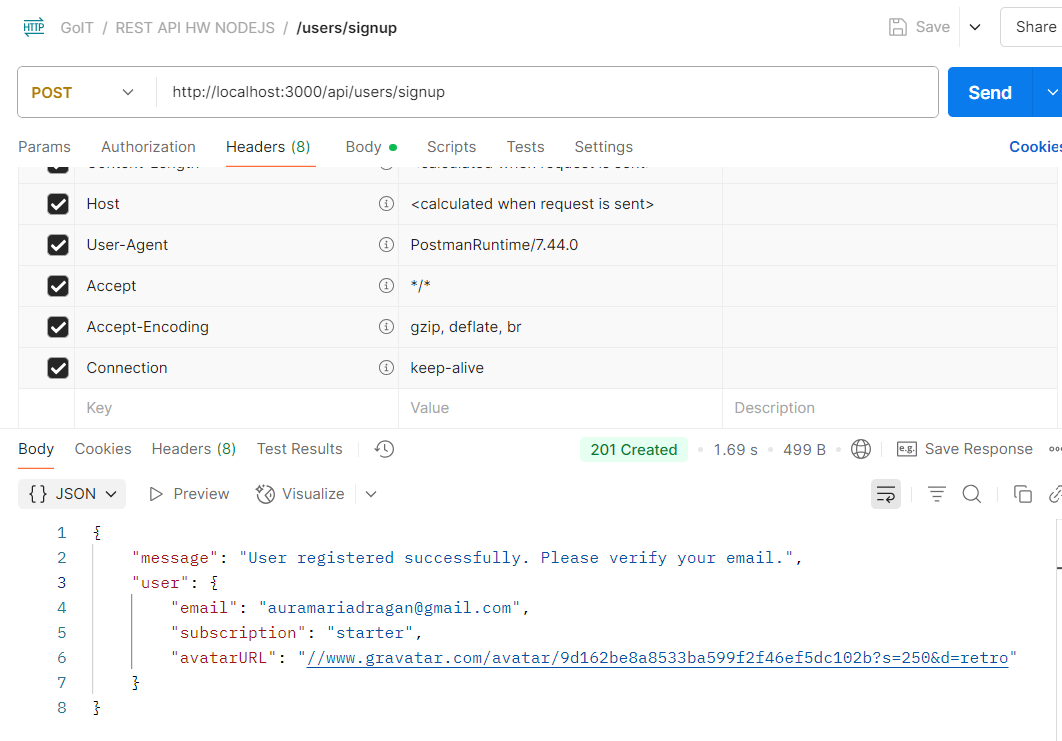 HTTP GoIT / REST API HW NODEJS / /users/signup Save Share
POST http://localhost:3000/api/users/signup Send
Params Authorization Headers (8) Body Scripts Tests Settings Cookies
Host <calculated when request is sent>
User-Agent PostmanRuntime/7.44.0
Accept */*
Accept-Encoding gzip, deflate, br
Connection keep-alive
Key Value Description
Body Cookies Headers (8) Test Results 201 Created 1.69 s 499 B e.g. Save Response
{} JSON Preview Visualize
1 {
2 "message": "User registered successfully. Please verify your email.",
3 "user": {
4 "email": "auramariadragan@gmail.com",
5 "subscription": "starter",
6 "avatarURL": "//www.gravatar.com/avatar/9d162be8a8533ba599f2f46ef5dc102b?s=250&d=retro"
7 }
8 }